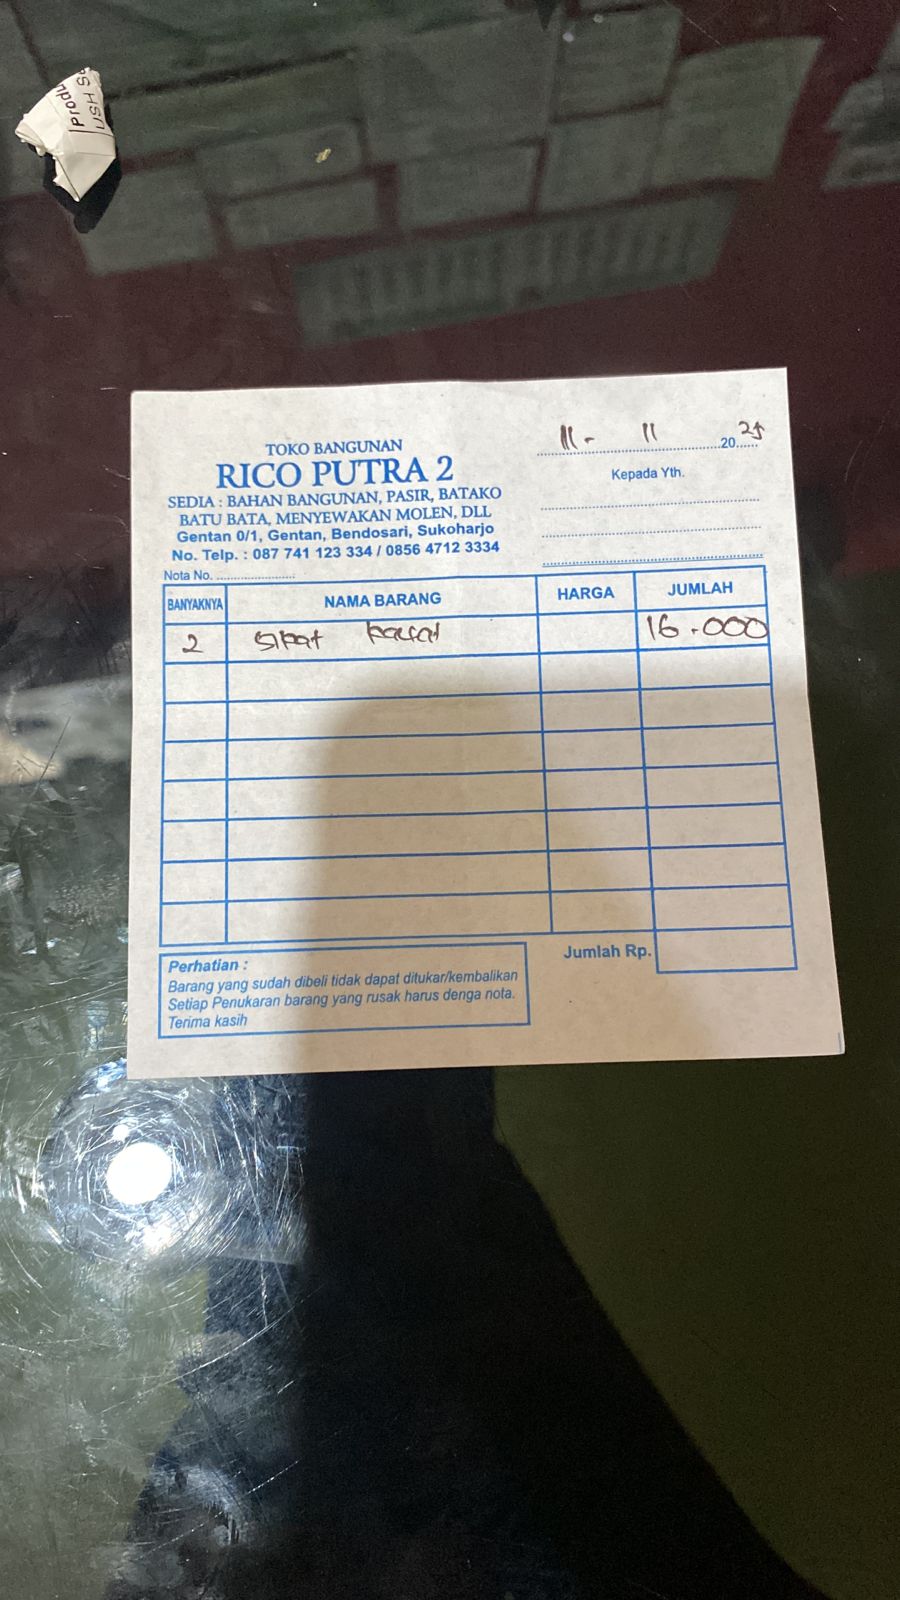 Produ
USH Se
TOKO BANGUNAN
RICO PUTRA 2
SEDIA : BAHAN BANGUNAN, PASIR, BATAKO
BATU BATA, MENYEWAKAN MOLEN, DLL
Gentan 0/1, Gentan, Bendosari, Sukoharjo
No. Telp. : 087 741 123 334 / 0856 4712 3334
Nota No. ........................
11 - 11 20 25
Kepada Yth.
BANYAKNYA NAMA BARANG HARGA JUMLAH
2 sikat kawat 16.000
Jumlah Rp.
Perhatian :
Barang yang sudah dibeli tidak dapat ditukar/kembalikan
Setiap Penukaran barang yang rusak harus denga nota.
Terima kasih